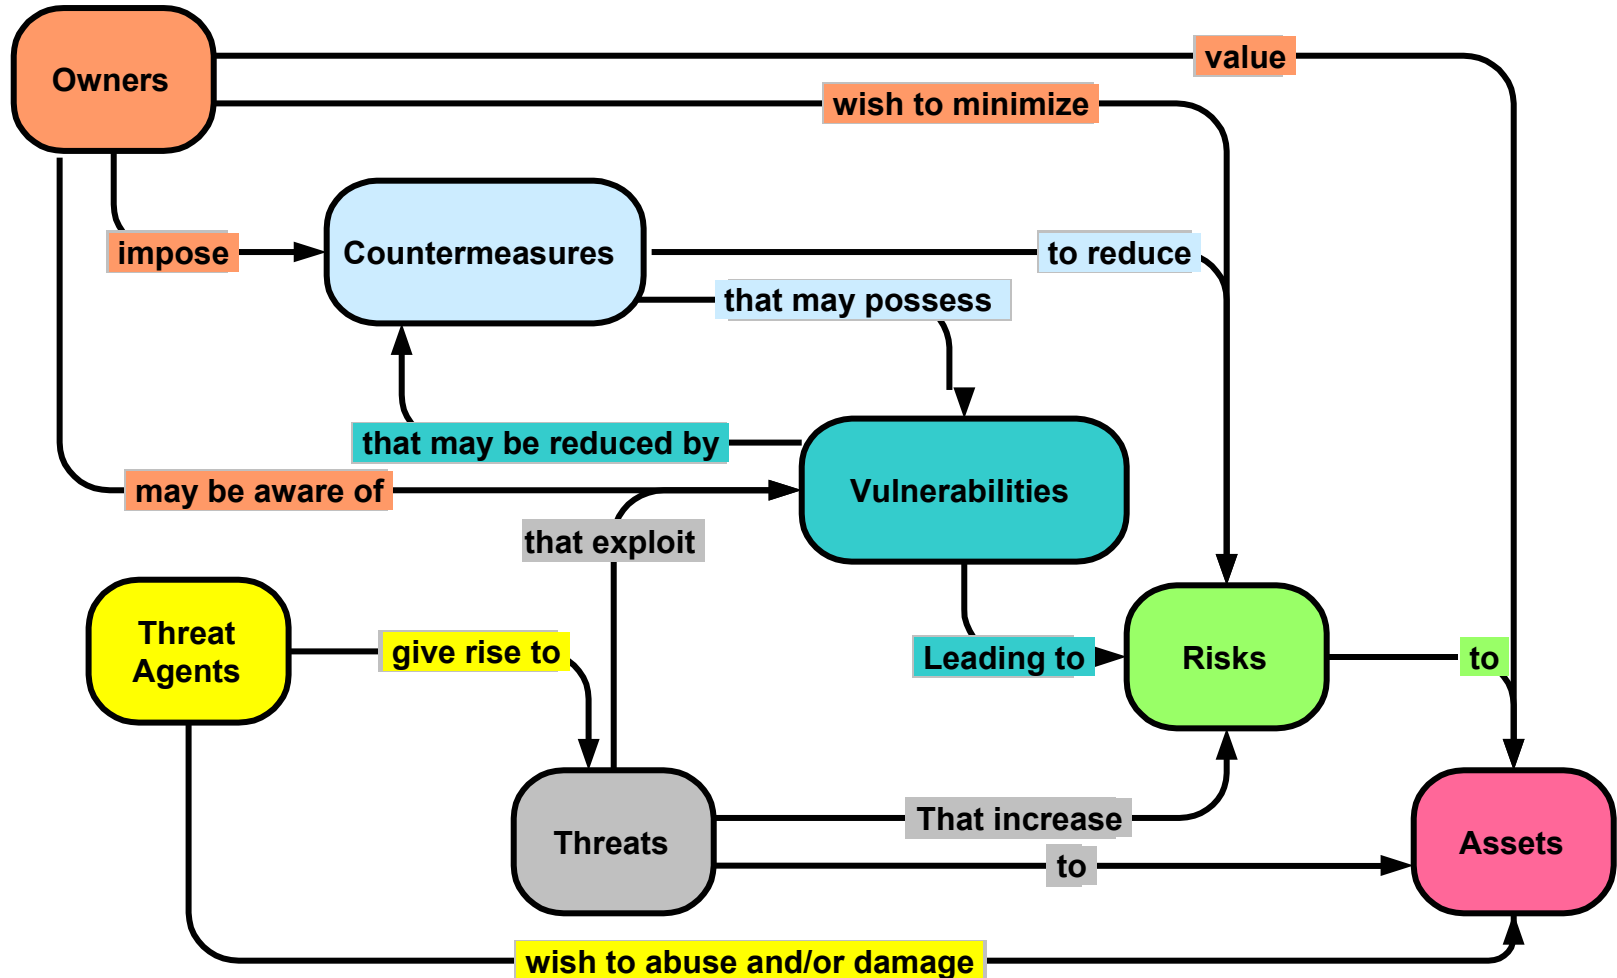 value
Owners
wish to minimize
impose
Countermeasures
to reduce
that may possess
that may be reduced by
may be aware of
Vulnerabilities
that exploit
Threat
Agents
give rise to
Leading to
Risks
to
That increase
Threats
to
Assets
wish to abuse and/or damage